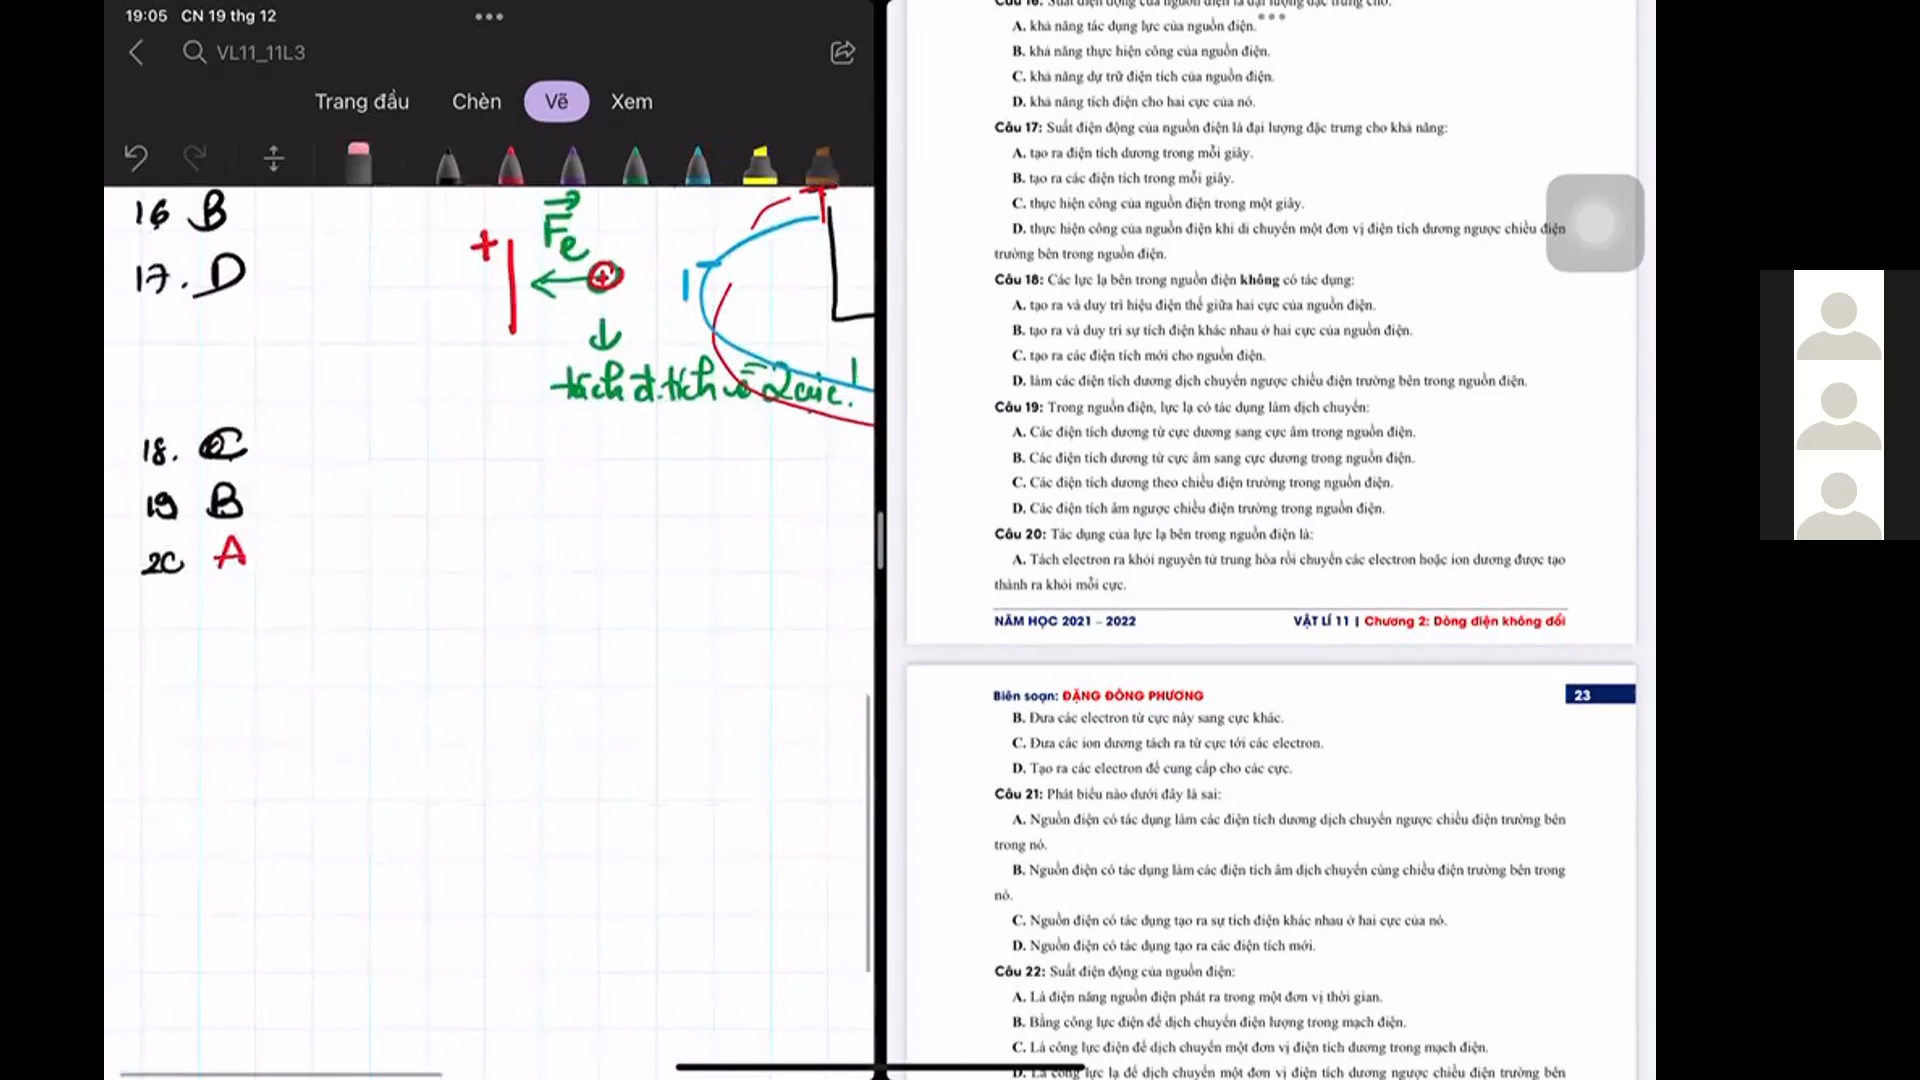 19:05 CN 19 thg 12
VL11_11L3
Trang đầu Chèn Vẽ Xem
16 B
17. D
+
Fe
+
tách đ.tích về 2 cực!
18. C
19 B
20 A
Câu 16: Suất điện động của nguồn điện là đại lượng đặc trưng cho:
A. khả năng tác dụng lực của nguồn điện.
B. khả năng thực hiện công của nguồn điện.
C. khả năng dự trữ điện tích của nguồn điện.
D. khả năng tích điện cho hai cực của nó.
Câu 17: Suất điện động của nguồn điện là đại lượng đặc trưng cho khả năng:
A. tạo ra điện tích dương trong mỗi giây.
B. tạo ra các điện tích trong mỗi giây.
C. thực hiện công của nguồn điện trong một giây.
D. thực hiện công của nguồn điện khi di chuyển một đơn vị điện tích dương ngược chiều điện
trường bên trong nguồn điện.
Câu 18: Các lực lạ bên trong nguồn điện không có tác dụng:
A. tạo ra và duy trì hiệu điện thế giữa hai cực của nguồn điện.
B. tạo ra và duy trì sự tích điện khác nhau ở hai cực của nguồn điện.
C. tạo ra các điện tích mới cho nguồn điện.
D. làm các điện tích dương dịch chuyển ngược chiều điện trường bên trong nguồn điện.
Câu 19: Trong nguồn điện, lực lạ có tác dụng làm dịch chuyển:
A. Các điện tích dương từ cực dương sang cực âm trong nguồn điện.
B. Các điện tích dương từ cực âm sang cực dương trong nguồn điện.
C. Các điện tích dương theo chiều điện trường trong nguồn điện.
D. Các điện tích âm ngược chiều điện trường trong nguồn điện.
Câu 20: Tác dụng của lực lạ bên trong nguồn điện là:
A. Tách electron ra khỏi nguyên tử trung hòa rồi chuyển các electron hoặc ion dương được tạo
thành ra khỏi mỗi cực.
NĂM HỌC 2021 – 2022 VẬT LÍ 11 | Chương 2: Dòng điện không đổi
Biên soạn: ĐẶNG ĐÔNG PHƯƠNG 23
B. Đưa các electron từ cực này sang cực khác.
C. Đưa các ion dương tách ra từ cực tới các electron.
D. Tạo ra các electron để cung cấp cho các cực.
Câu 21: Phát biểu nào dưới đây là sai:
A. Nguồn điện có tác dụng làm các điện tích dương dịch chuyển ngược chiều điện trường bên
trong nó.
B. Nguồn điện có tác dụng làm các điện tích âm dịch chuyển cùng chiều điện trường bên trong
nó.
C. Nguồn điện có tác dụng tạo ra sự tích điện khác nhau ở hai cực của nó.
D. Nguồn điện có tác dụng tạo ra các điện tích mới.
Câu 22: Suất điện động của nguồn điện:
A. Là điện năng nguồn điện phát ra trong một đơn vị thời gian.
B. Bằng công lực điện để dịch chuyển điện lượng trong mạch điện.
C. Là công lực điện để dịch chuyển một đơn vị điện tích dương trong mạch điện.
D. Là công lực lạ để dịch chuyển một đơn vị điện tích dương ngược chiều điện trường bên